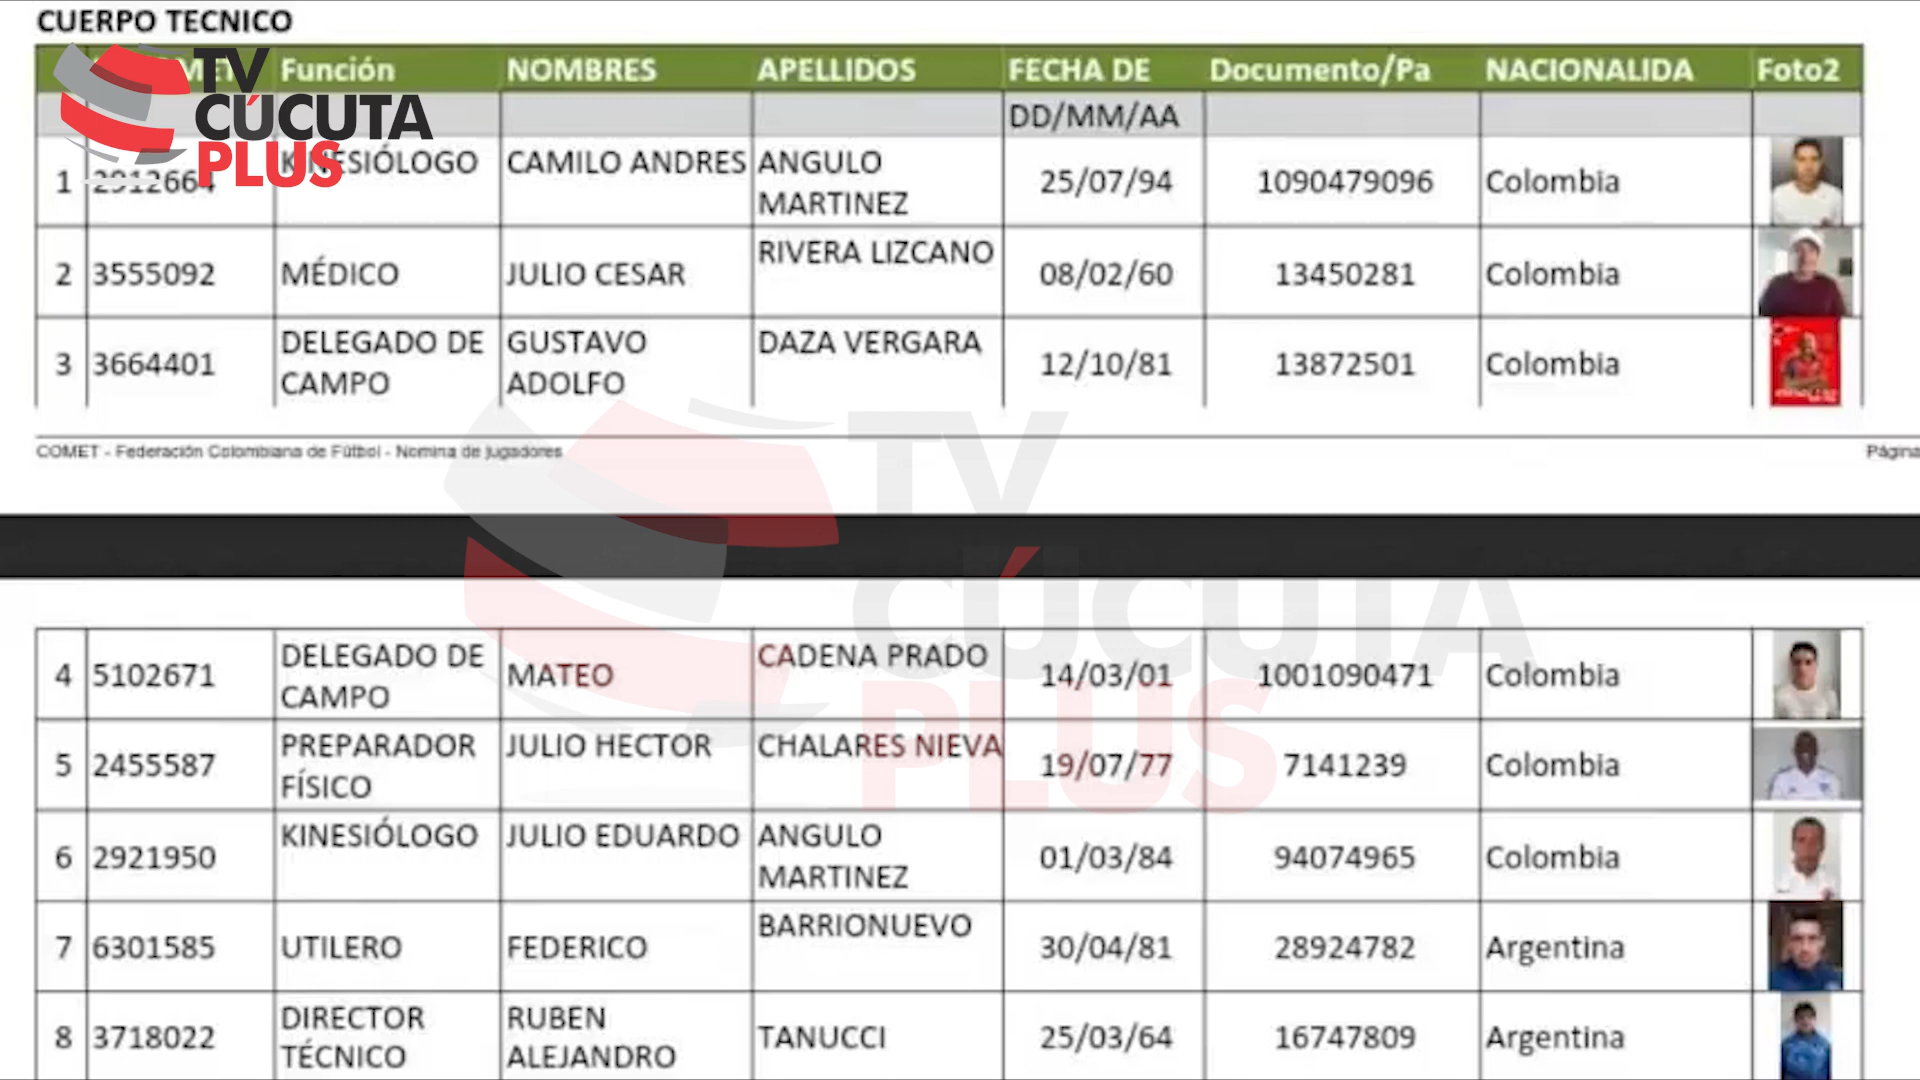 CUERPO TECNICO
Función NOMBRES APELLIDOS FECHA DE Documento/Pa NACIONALIDA Foto2
TV
CÚCUTA
PLUS
DD/MM/AA
1 2912664 KINESIÓLOGO CAMILO ANDRES ANGULO
MARTINEZ 25/07/94 1090479096 Colombia
2 3555092 MÉDICO JULIO CESAR RIVERA LIZCANO 08/02/60 13450281 Colombia
3 3664401 DELEGADO DE
CAMPO GUSTAVO
ADOLFO DAZA VERGARA 12/10/81 13872501 Colombia
COMET - Federación Colombiana de Fútbol - Nomina de jugadores Página
TV
CÚCUTA
PLUS
4 5102671 DELEGADO DE
CAMPO MATEO CADENA PRADO 14/03/01 1001090471 Colombia
5 2455587 PREPARADOR
FÍSICO JULIO HECTOR CHALARES NIEVA 19/07/77 7141239 Colombia
6 2921950 KINESIÓLOGO JULIO EDUARDO ANGULO
MARTINEZ 01/03/84 94074965 Colombia
7 6301585 UTILERO FEDERICO BARRIONUEVO 30/04/81 28924782 Argentina
8 3718022 DIRECTOR
TÉCNICO RUBEN
ALEJANDRO TANUCCI 25/03/64 16747809 Argentina